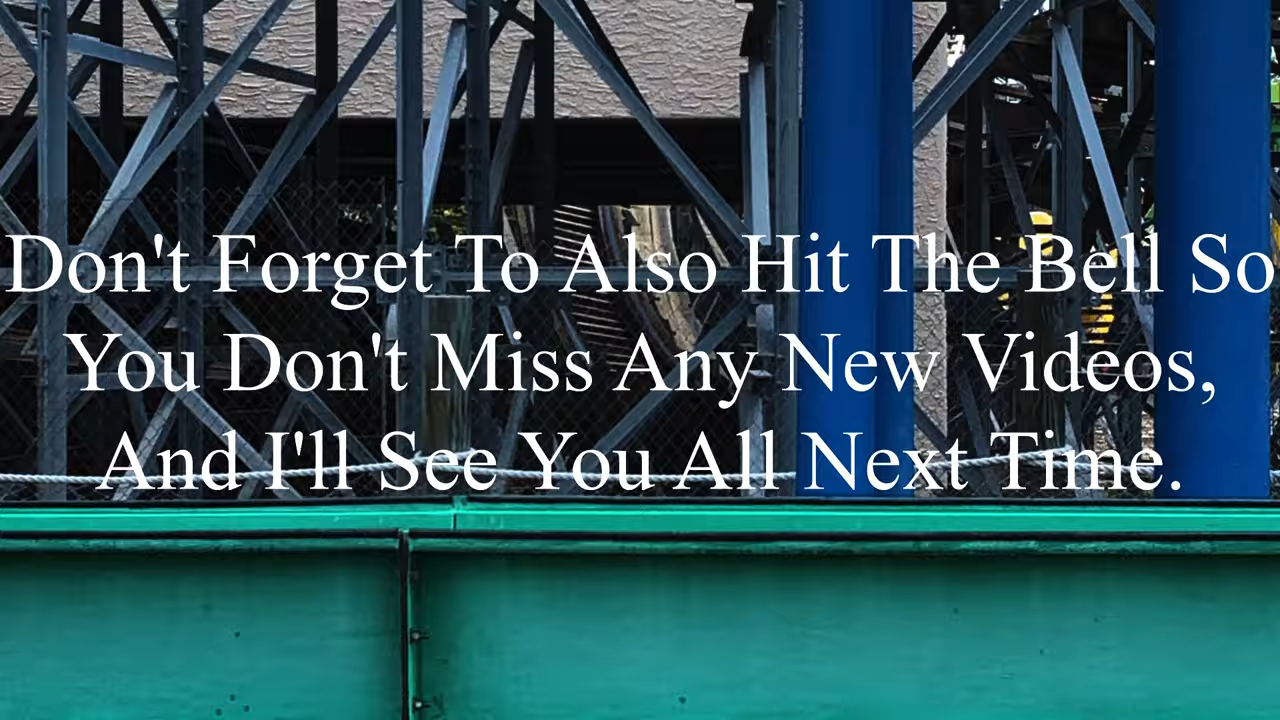 Don't Forget To Also Hit The Bell So
You Don't Miss Any New Videos,
And I'll See You All Next Time.